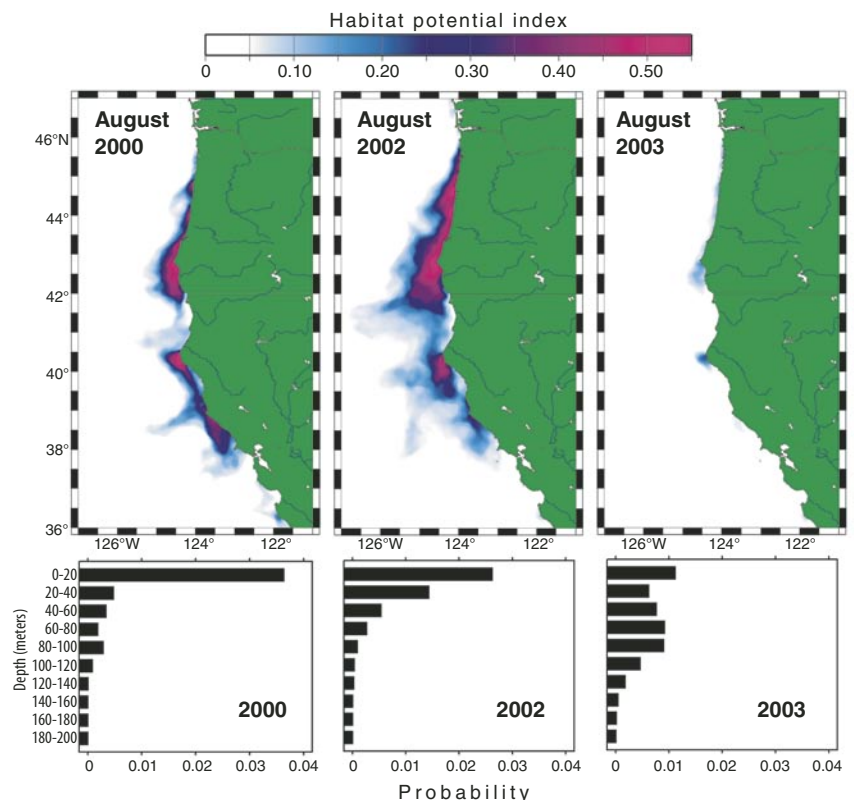 Habitat potential index
0 0.10 0.20 0.30 0.40 0.50
August
2000
August
2002
August
2003
46°N
44°
42°
40°
38°
36°
126°W 124° 122°
126°W 124° 122°
126°W 124° 122°
Depth (meters)
0–20
20-40
40-60
60-80
80-100
100-120
120-140
140-160
160-180
180-200
2000
2002
2003
0 0.01 0.02 0.03 0.04
0 0.01 0.02 0.03 0.04
0 0.01 0.02 0.03 0.04
Probability